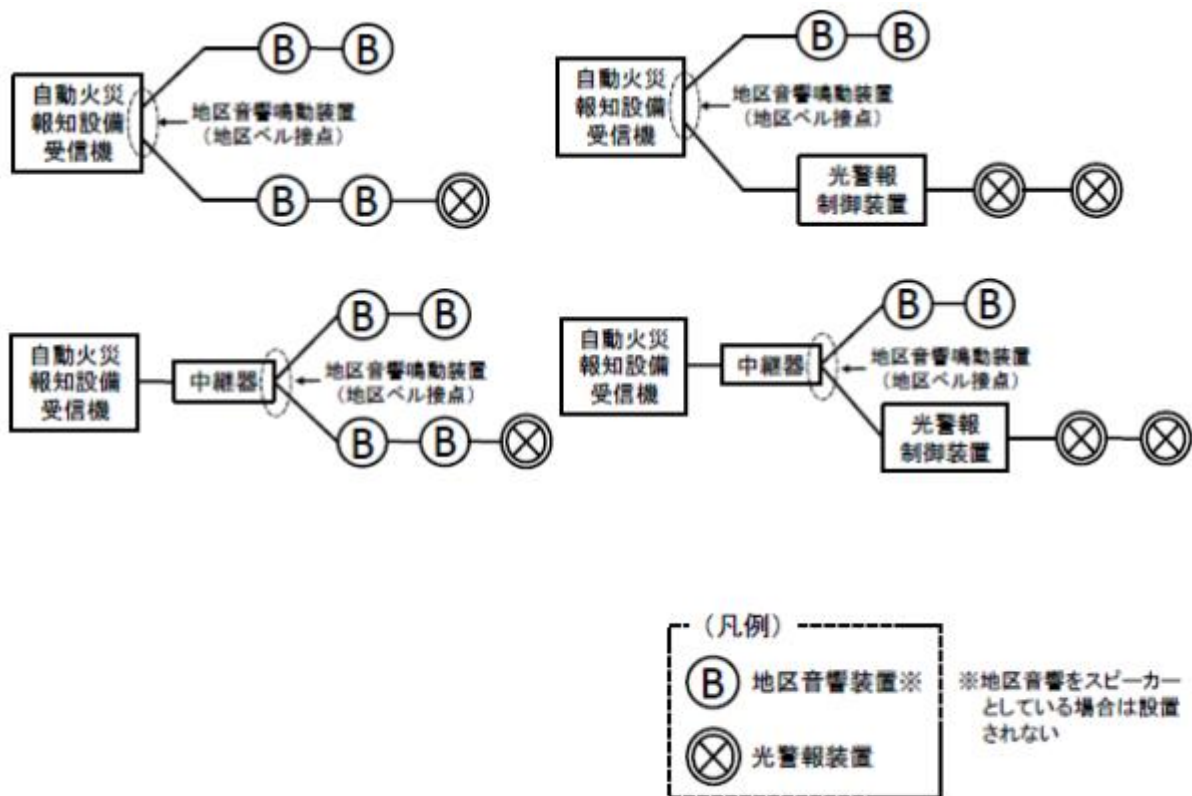 B B
自動火災
報知設備
受信機
地区音響鳴動装置
(地区ベル接点)
B B
B B
自動火災
報知設備
受信機
地区音響鳴動装置
(地区ベル接点)
光警報
制御装置
B B
自動火災
報知設備
受信機
中継器
地区音響鳴動装置
(地区ベル接点)
B B
B B
自動火災
報知設備
受信機
中継器
地区音響鳴動装置
(地区ベル接点)
光警報
制御装置
(凡例)
B 地区音響装置※
光警報装置
※地区音響をスピーカー
としている場合は設置
されない